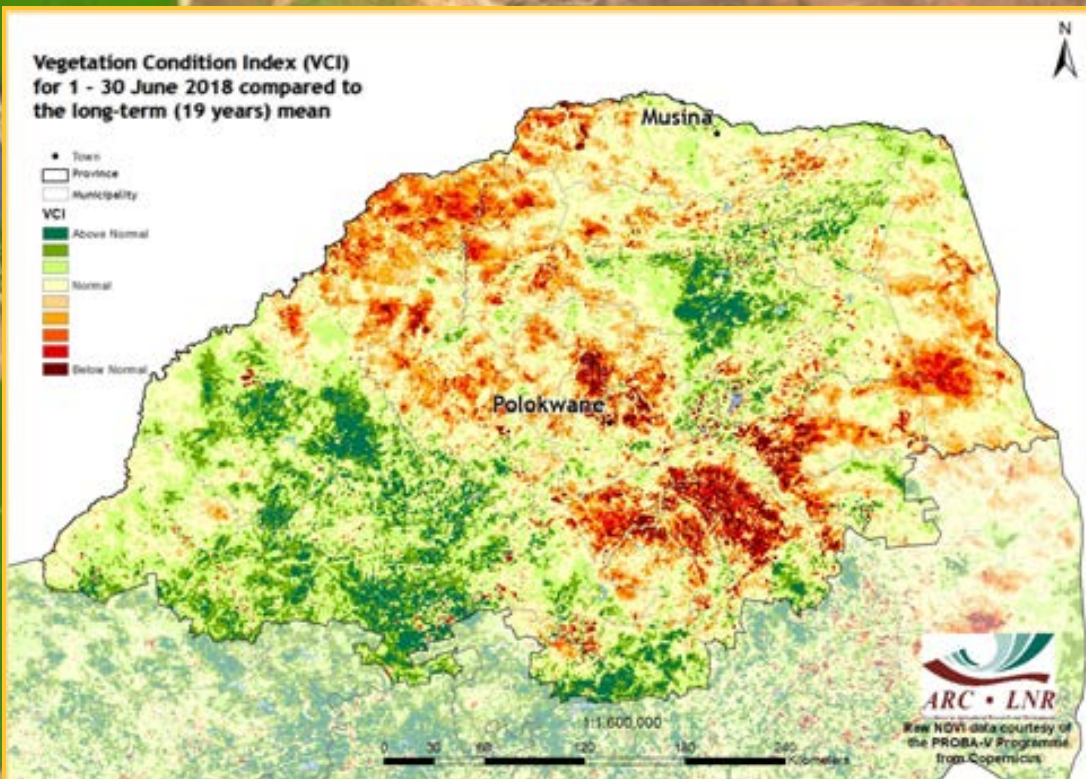 Vegetation Condition Index (VCI)
for 1 - 30 June 2018 compared to
the long-term (19 years) mean
Town
Province
Municipality
VCI
Above Normal
Normal
Below Normal
N
Musina
Polokwane
1:1,600,000
0 30 60 120 180 240
Kilometers
ARC • LNR
Raw NDVI data courtesy of
the PROBA-V Programme
from Copernicus